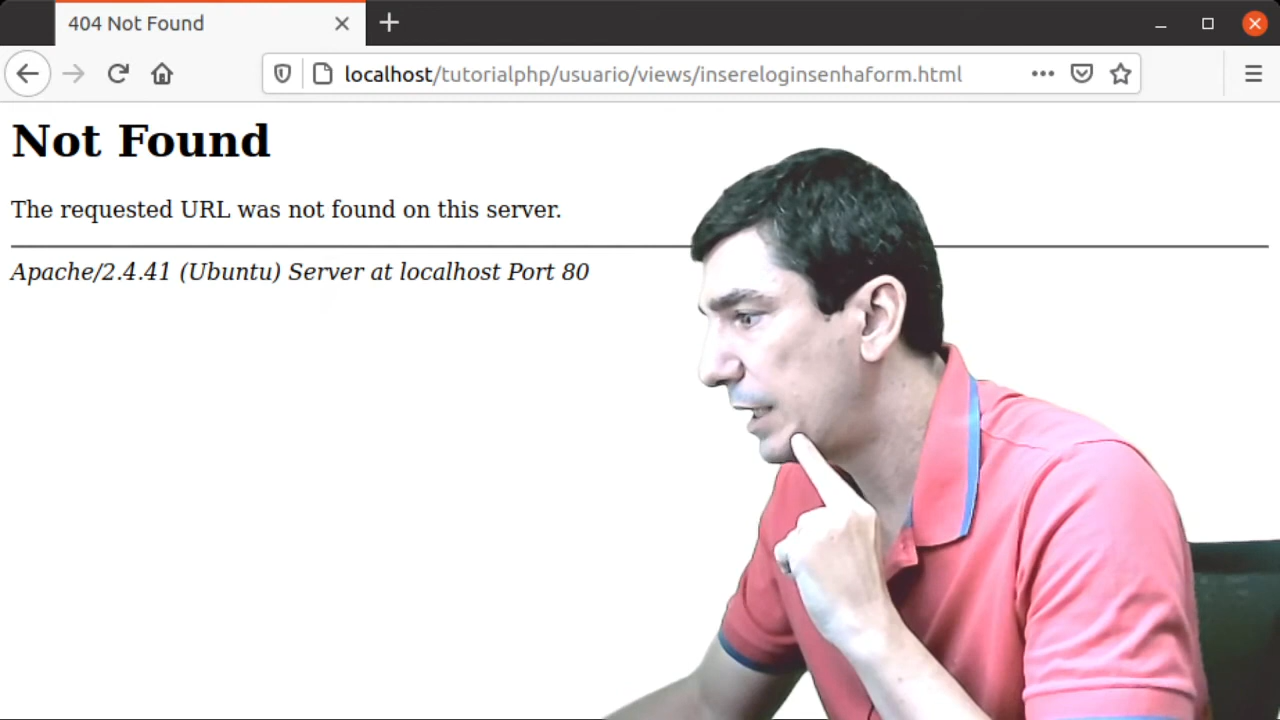 404 Not Found
localhost/tutorialphp/usuario/views/insereloginsenhaform.html
Not Found
The requested URL was not found on this server.
Apache/2.4.41 (Ubuntu) Server at localhost Port 80